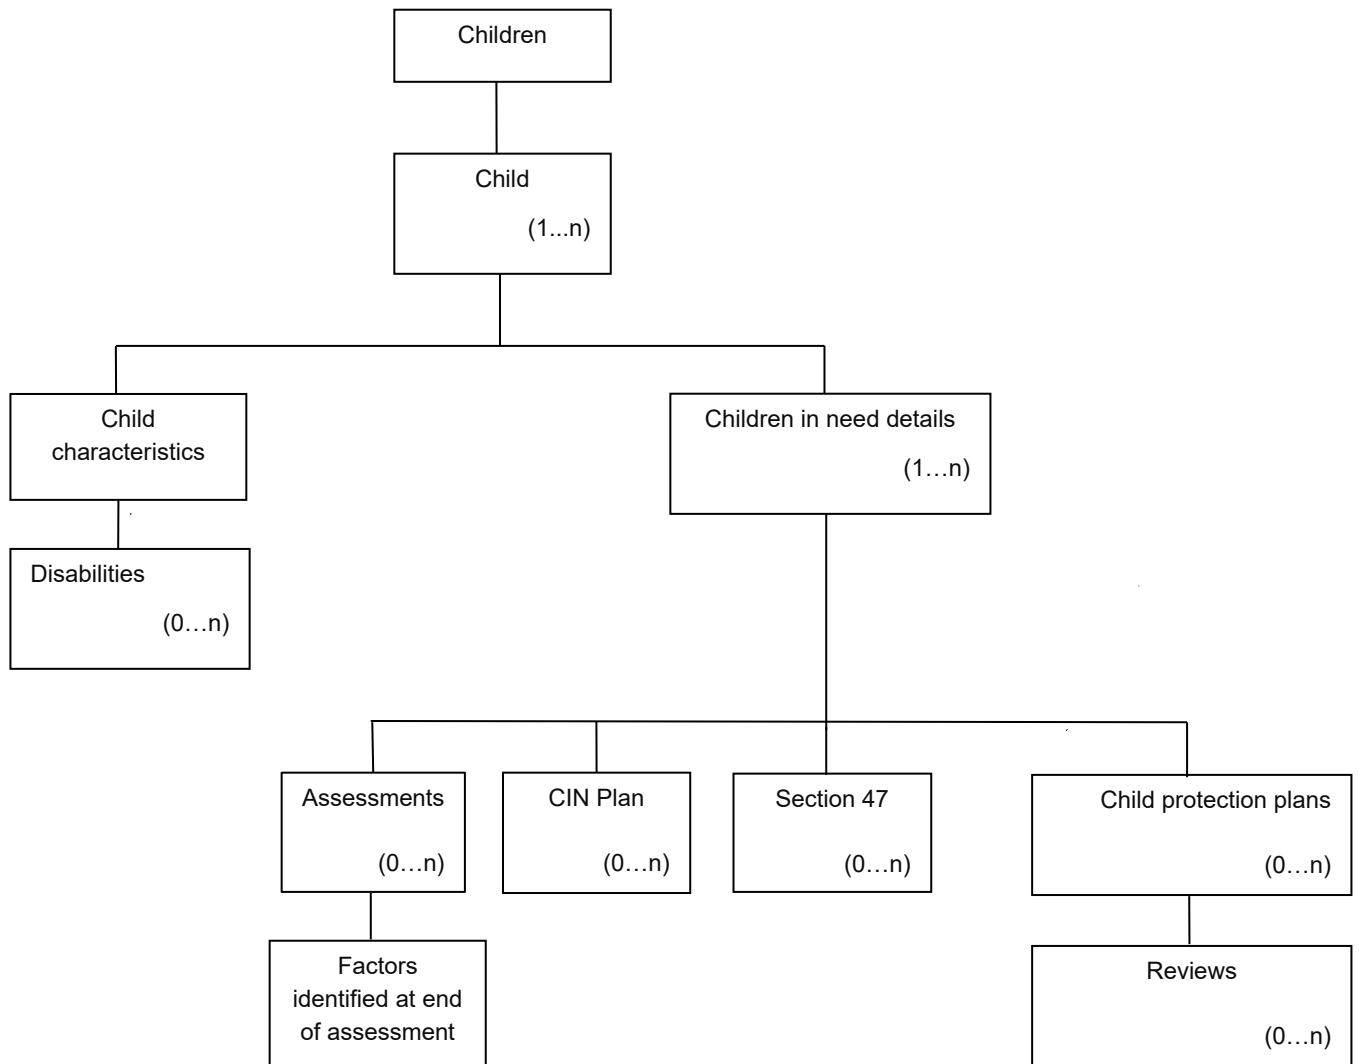 Children
Child
(1...n)
Child
characteristics
Children in need details
(1…n)
Disabilities
(0…n)
Assessments
(0…n)
CIN Plan
(0…n)
Section 47
(0…n)
Child protection plans
(0…n)
Factors
identified at end
of assessment
Reviews
(0…n)